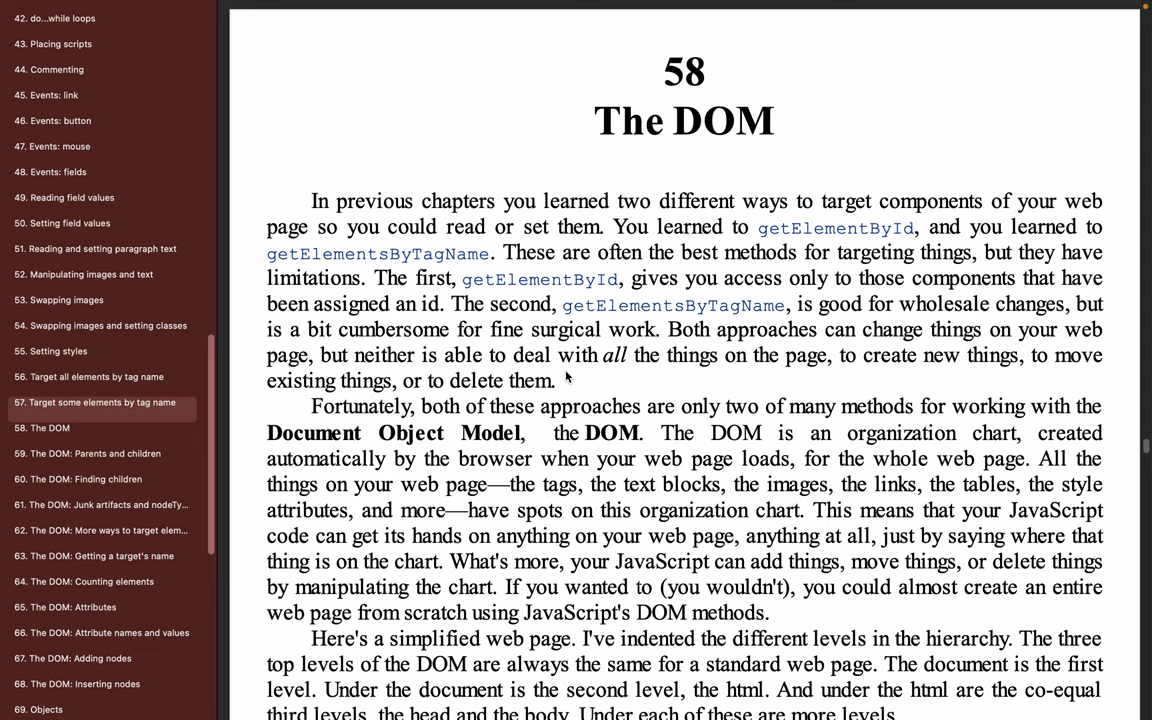 42. do...while loops
43. Placing scripts
44. Commenting
45. Events: link
46. Events: button
47. Events: mouse
48. Events: fields
49. Reading field values
50. Setting field values
51. Reading and setting paragraph text
52. Manipulating images and text
53. Swapping images
54. Swapping images and setting classes
55. Setting styles
56. Target all elements by tag name
57. Target some elements by tag name
58. The DOM
59. The DOM: Parents and children
60. The DOM: Finding children
61. The DOM: Junk artifacts and nodeTy...
62. The DOM: More ways to target elem...
63. The DOM: Getting a target's name
64. The DOM: Counting elements
65. The DOM: Attributes
66. The DOM: Attribute names and values
67. The DOM: Adding nodes
68. The DOM: Inserting nodes
69. Objects
58
The DOM
In previous chapters you learned two different ways to target components of your web
page so you could read or set them. You learned to getElementById, and you learned to
getElementsByTagName. These are often the best methods for targeting things, but they have
limitations. The first, getElementById, gives you access only to those components that have
been assigned an id. The second, getElementsByTagName, is good for wholesale changes, but
is a bit cumbersome for fine surgical work. Both approaches can change things on your web
page, but neither is able to deal with all the things on the page, to create new things, to move
existing things, or to delete them.
Fortunately, both of these approaches are only two of many methods for working with the
Document Object Model, the DOM. The DOM is an organization chart, created
automatically by the browser when your web page loads, for the whole web page. All the
things on your web page—the tags, the text blocks, the images, the links, the tables, the style
attributes, and more—have spots on this organization chart. This means that your JavaScript
code can get its hands on anything on your web page, anything at all, just by saying where that
thing is on the chart. What's more, your JavaScript can add things, move things, or delete things
by manipulating the chart. If you wanted to (you wouldn't), you could almost create an entire
web page from scratch using JavaScript's DOM methods.
Here's a simplified web page. I've indented the different levels in the hierarchy. The three
top levels of the DOM are always the same for a standard web page. The document is the first
level. Under the document is the second level, the html. And under the html are the co-equal
third levels, the head and the body. Under each of these are more levels.